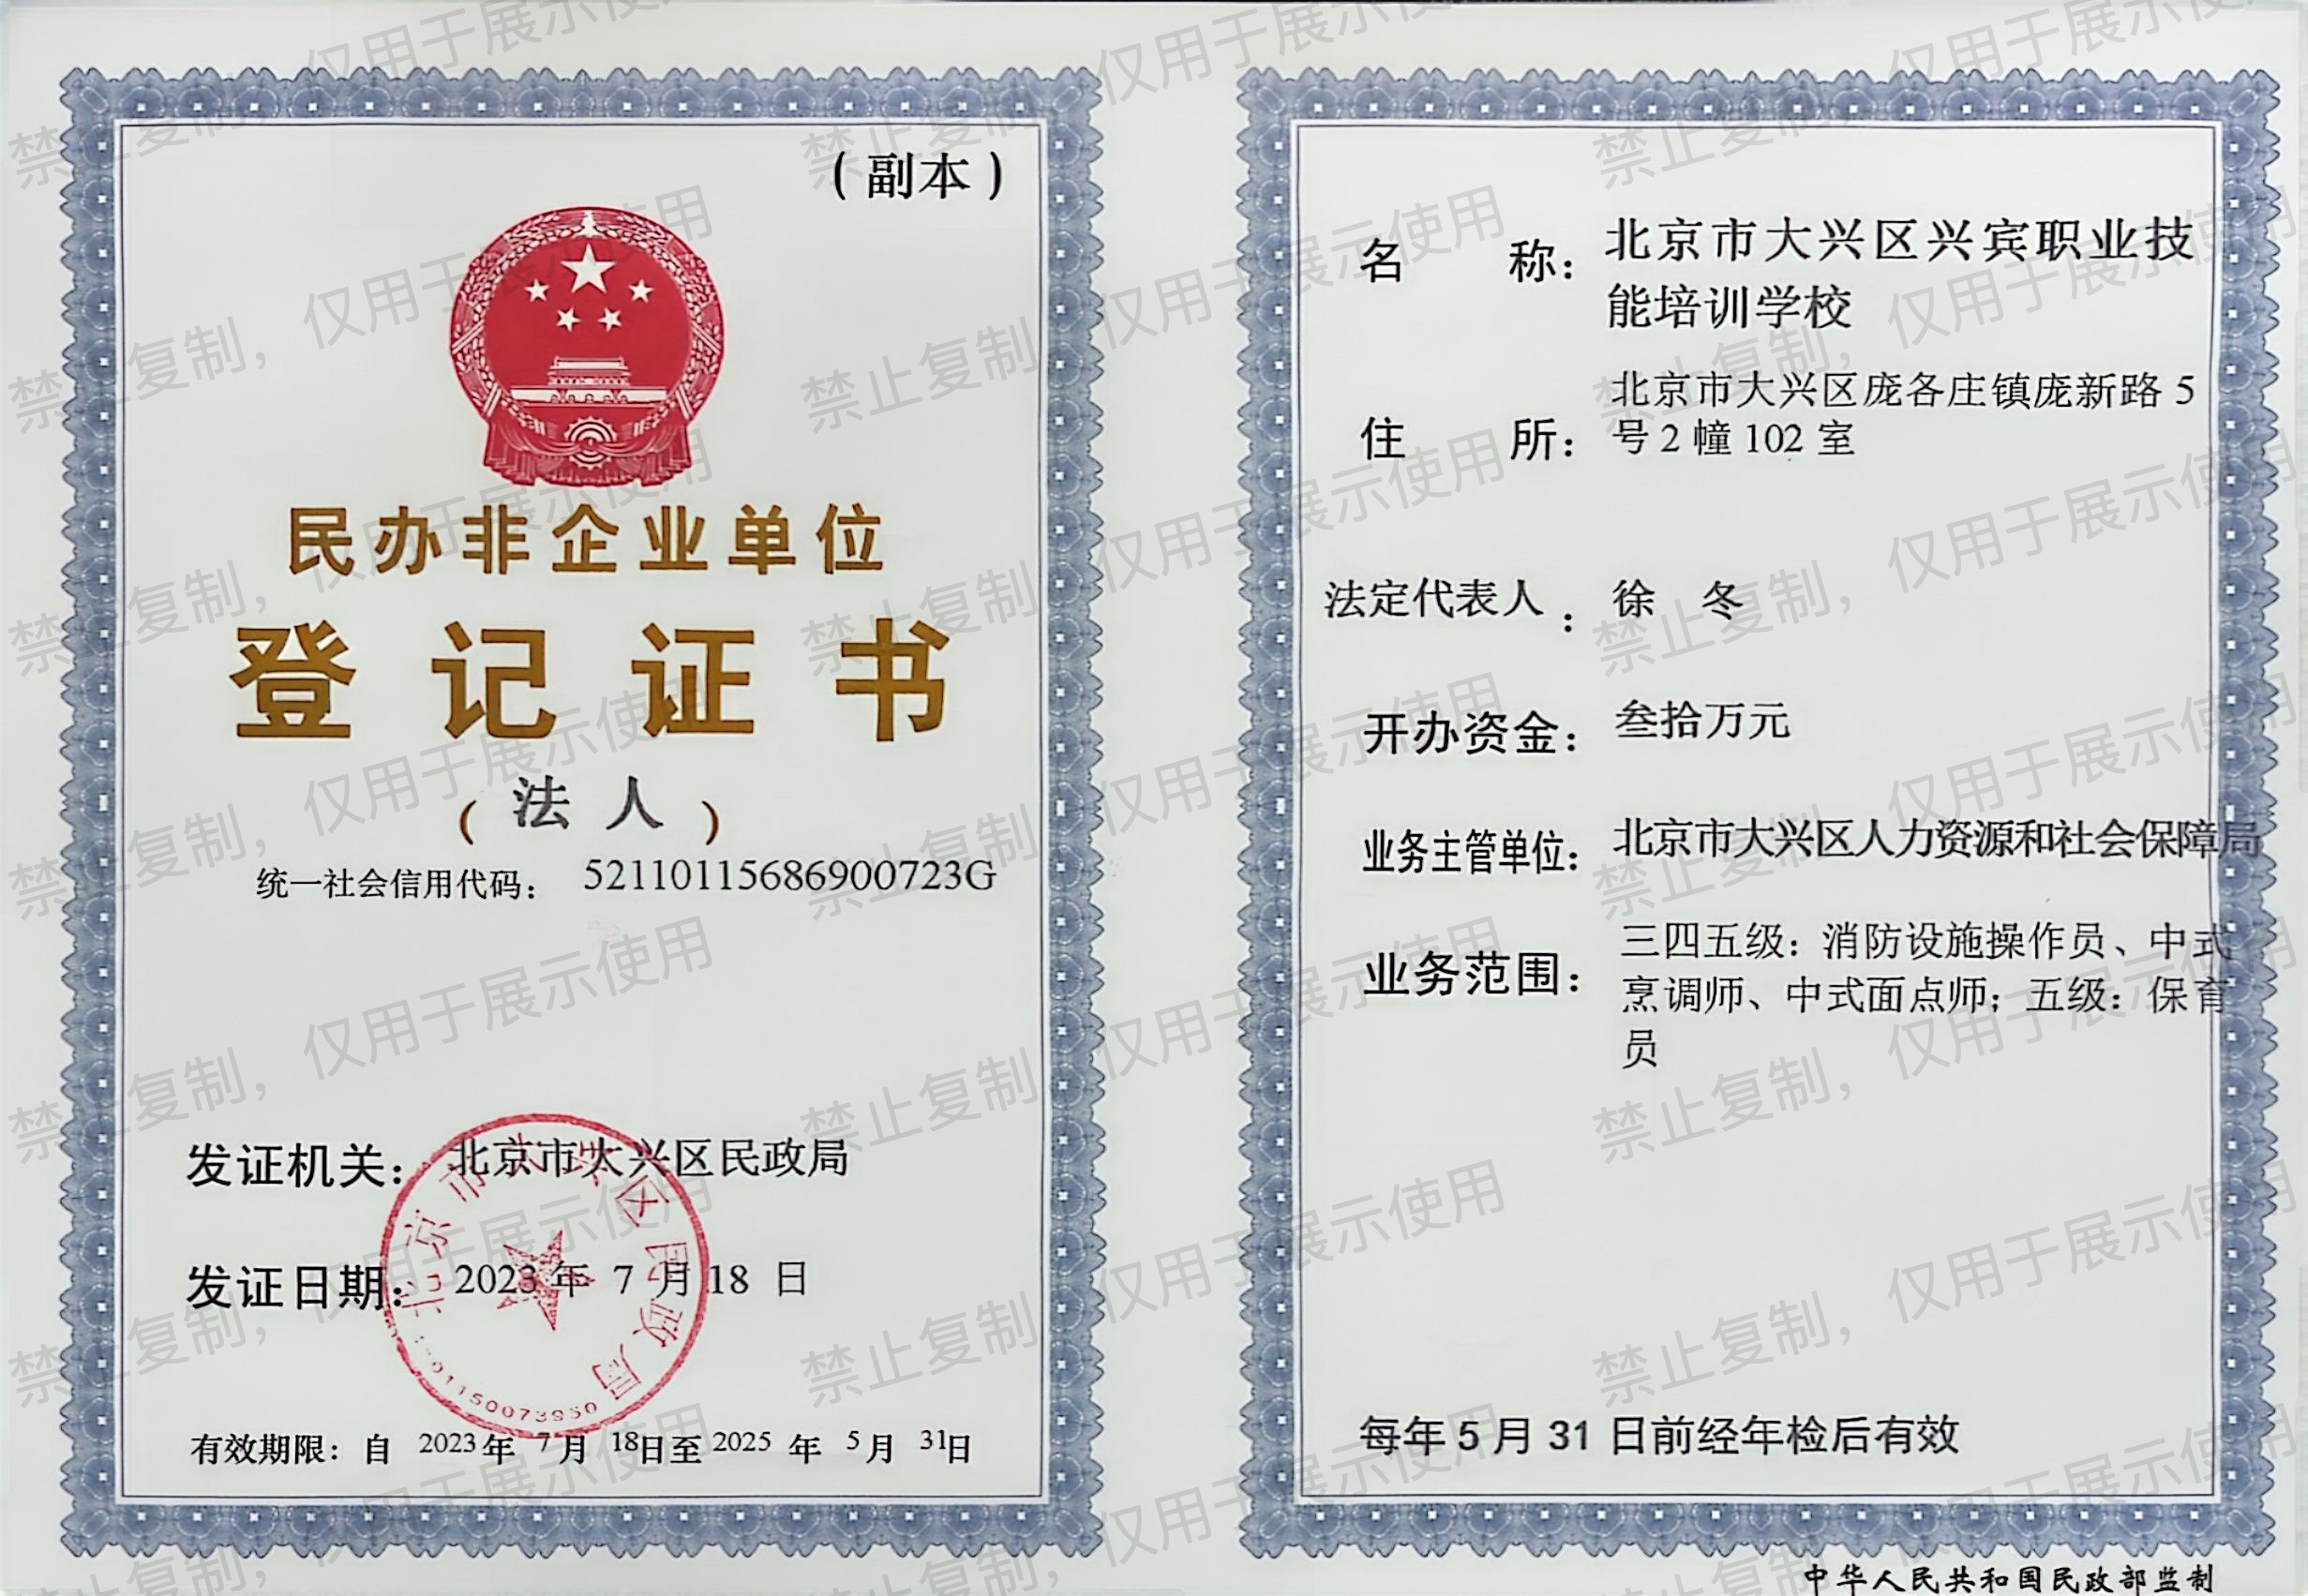 （副本）
民办非企业单位
登记证书
（法人）
统一社会信用代码： 52110115686900723G
发证机关： 北京市大兴区民政局
发证日期： 2023 年 7 月 18 日
北京市大兴区民政局
有效期限：自 2023年 7月 18日至 2025 年 5月 31日
名 称： 北京市大兴区兴宾职业技
能培训学校
住 所： 北京市大兴区庞各庄镇庞新路 5
号 2 幢 102 室
法定代表人： 徐 冬
开办资金： 叁拾万元
业务主管单位： 北京市大兴区人力资源和社会保障局
业务范围： 三四五级：消防设施操作员、中式
烹调师、中式面点师；五级：保育
员
每年 5 月 31 日前经年检后有效
中华人民共和国民政部监制
禁止复制，仅用于展示使用